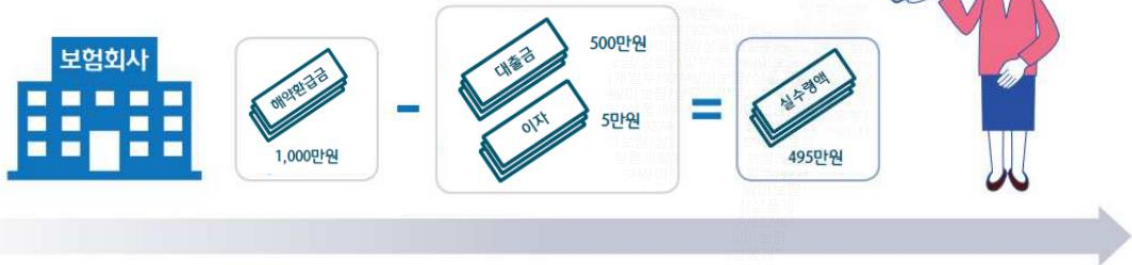 보험회사
해약환급금
1,000만원
-
대출금
500만원
이자
5만원
=
실수령액
495만원